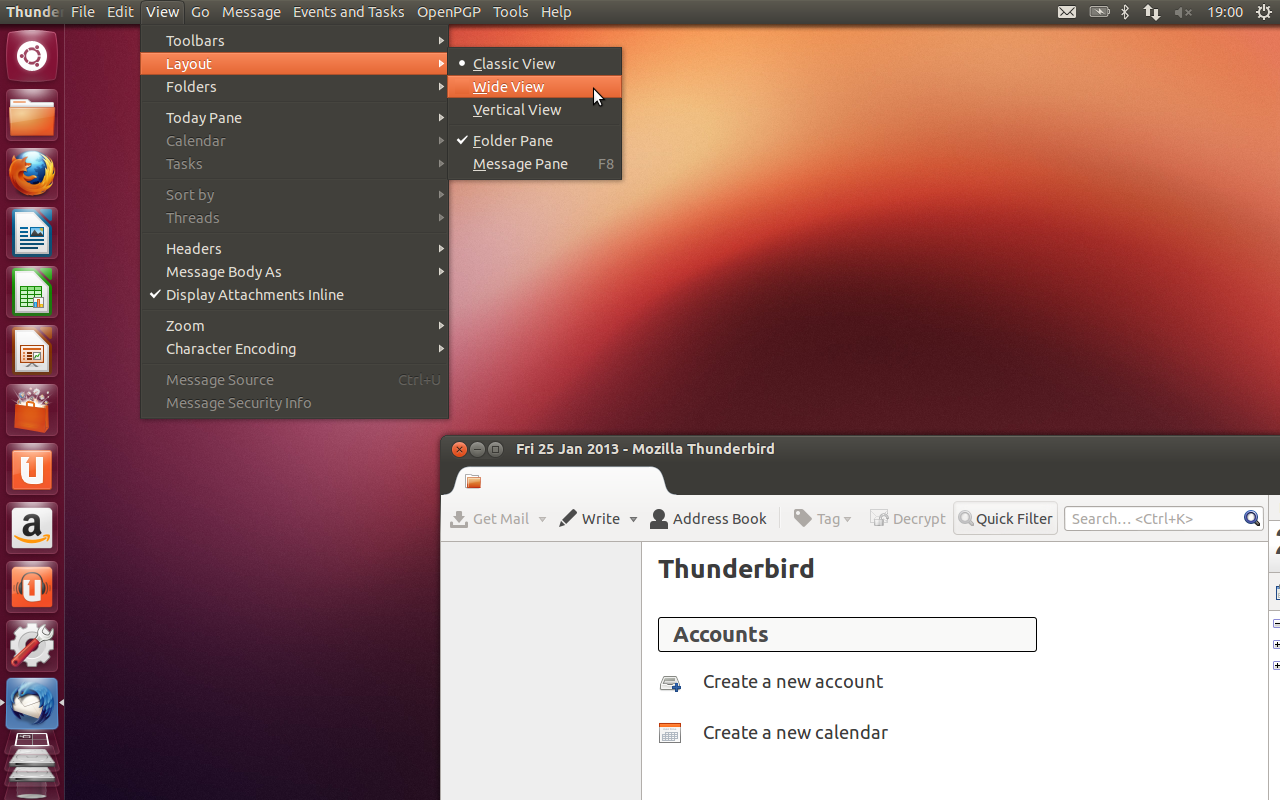 Thunde File Edit View Go Message Events and Tasks OpenPGP Tools Help 19:00
Toolbars
Layout
Folders
Today Pane
Calendar
Tasks
Sort by
Threads
Headers
Message Body As
Display Attachments Inline
Zoom
Character Encoding
Message Source Ctrl+U
Message Security Info
Classic View
Wide View
Vertical View
Folder Pane
Message Pane F8
Fri 25 Jan 2013 - Mozilla Thunderbird
Get Mail Write Address Book Tag Decrypt Quick Filter Search... <Ctrl+K>
Thunderbird
Accounts
Create a new account
Create a new calendar